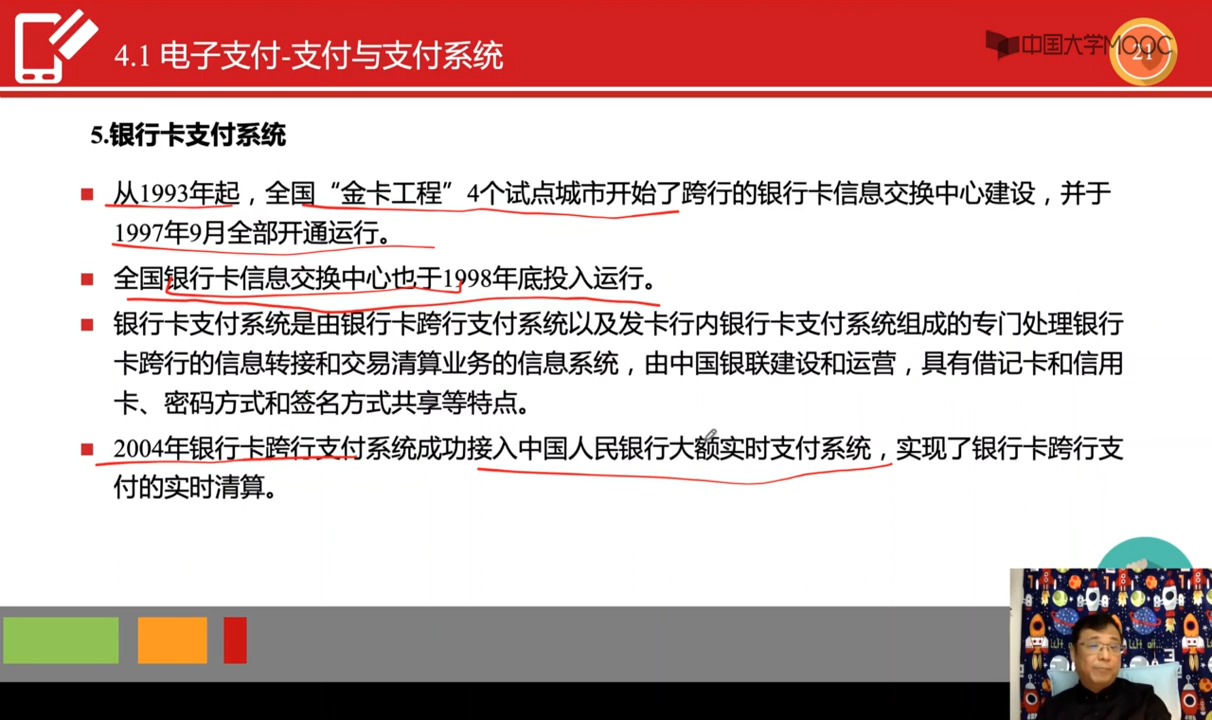 4.1 电子支付-支付与支付系统
中国大学MOOC
21
5.银行卡支付系统
从1993年起，全国“金卡工程”4个试点城市开始了跨行的银行卡信息交换中心建设，并于
1997年9月全部开通运行。
全国银行卡信息交换中心也于1998年底投入运行。
银行卡支付系统是由银行卡跨行支付系统以及发卡行内银行卡支付系统组成的专门处理银行
卡跨行的信息转接和交易清算业务的信息系统，由中国银联建设和运营，具有借记卡和信用
卡、密码方式和签名方式共享等特点。
2004年银行卡跨行支付系统成功接入中国人民银行大额实时支付系统，实现了银行卡跨行支
付的实时清算。